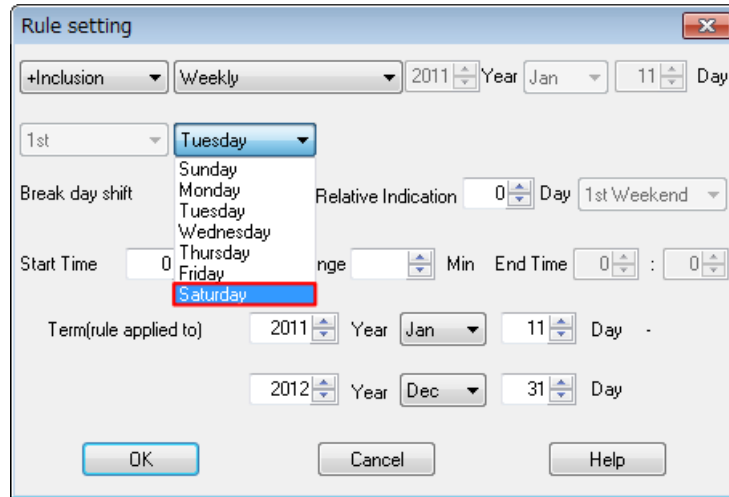 Rule setting
+Inclusion Weekly 2011 Year Jan 11 Day
1st Tuesday
Sunday
Monday
Tuesday
Wednesday
Thursday
Friday
Saturday
Break day shift Relative Indication 0 Day 1st Weekend
Start Time 0 nge Min End Time 0 : 0
Term(rule applied to) 2011 Year Jan 11 Day -
2012 Year Dec 31 Day
OK Cancel Help